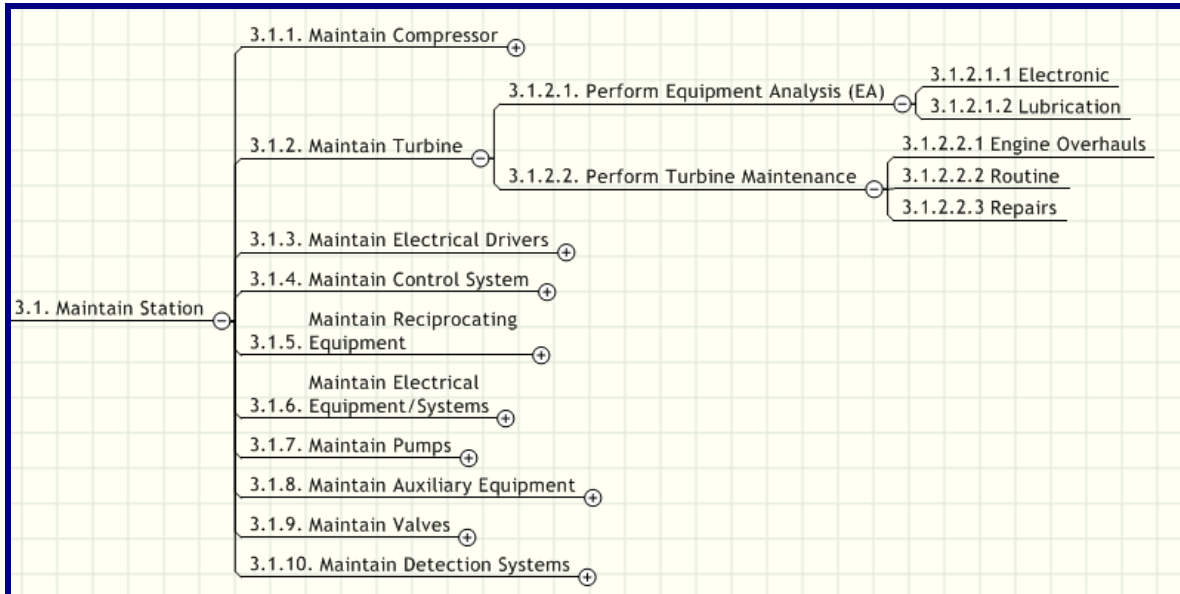 3.1. Maintain Station
3.1.1. Maintain Compressor
3.1.2. Maintain Turbine
3.1.2.1. Perform Equipment Analysis (EA)
3.1.2.1.1 Electronic
3.1.2.1.2 Lubrication
3.1.2.2. Perform Turbine Maintenance
3.1.2.2.1 Engine Overhauls
3.1.2.2.2 Routine
3.1.2.2.3 Repairs
3.1.3. Maintain Electrical Drivers
3.1.4. Maintain Control System
Maintain Reciprocating
3.1.5. Equipment
Maintain Electrical
3.1.6. Equipment/Systems
3.1.7. Maintain Pumps
3.1.8. Maintain Auxiliary Equipment
3.1.9. Maintain Valves
3.1.10. Maintain Detection Systems